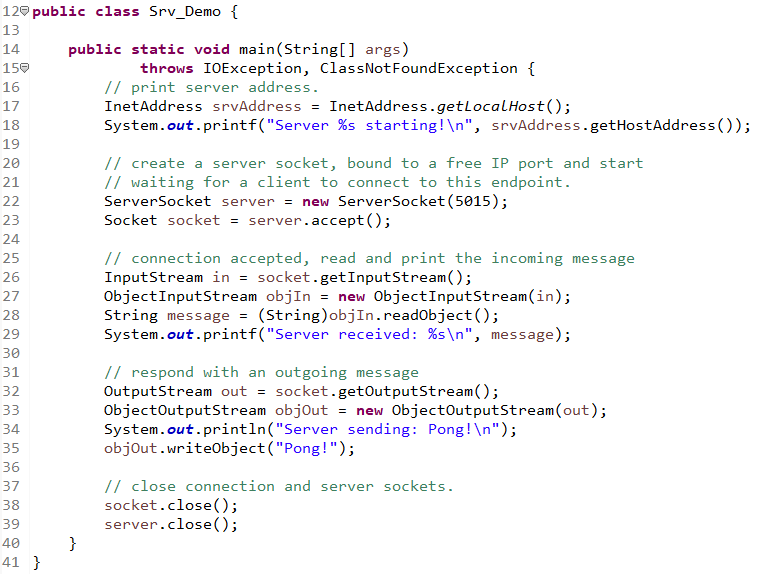 12 public class Srv_Demo {
13
14     public static void main(String[] args)
15             throws IOException, ClassNotFoundException {
16         // print server address.
17         InetAddress srvAddress = InetAddress.getLocalHost();
18         System.out.printf("Server %s starting!\n", srvAddress.getHostAddress());
19
20         // create a server socket, bound to a free IP port and start
21         // waiting for a client to connect to this endpoint.
22         ServerSocket server = new ServerSocket(5015);
23         Socket socket = server.accept();
24
25         // connection accepted, read and print the incoming message
26         InputStream in = socket.getInputStream();
27         ObjectInputStream objIn = new ObjectInputStream(in);
28         String message = (String)objIn.readObject();
29         System.out.printf("Server received: %s\n", message);
30
31         // respond with an outgoing message
32         OutputStream out = socket.getOutputStream();
33         ObjectOutputStream objOut = new ObjectOutputStream(out);
34         System.out.println("Server sending: Pong!\n");
35         objOut.writeObject("Pong!");
36
37         // close connection and server sockets.
38         socket.close();
39         server.close();
40     }
41 }